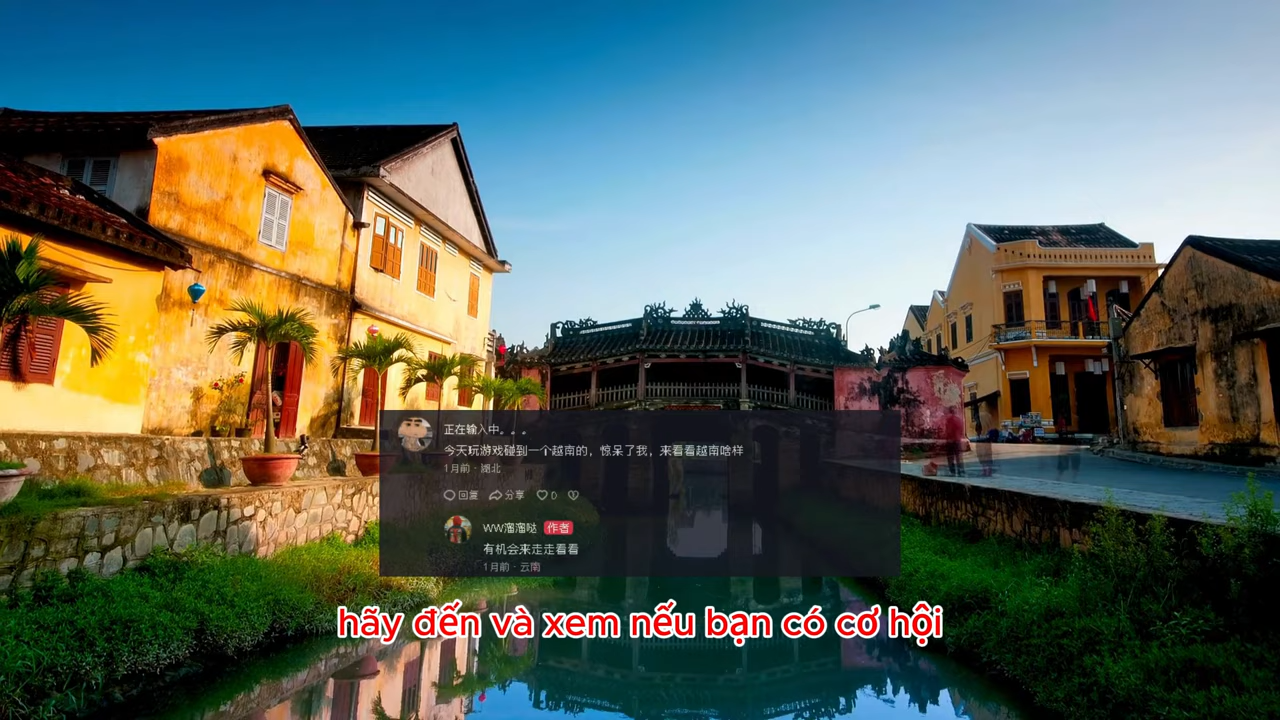 正在输入中。。。
今天玩游戏碰到一个越南的，惊呆了我，来看看越南啥样
1月前·湖北
回复 分享 0
WW溜溜哒 作者
有机会来走走看看
1月前·云南
hãy đến và xem nếu bạn có cơ hội